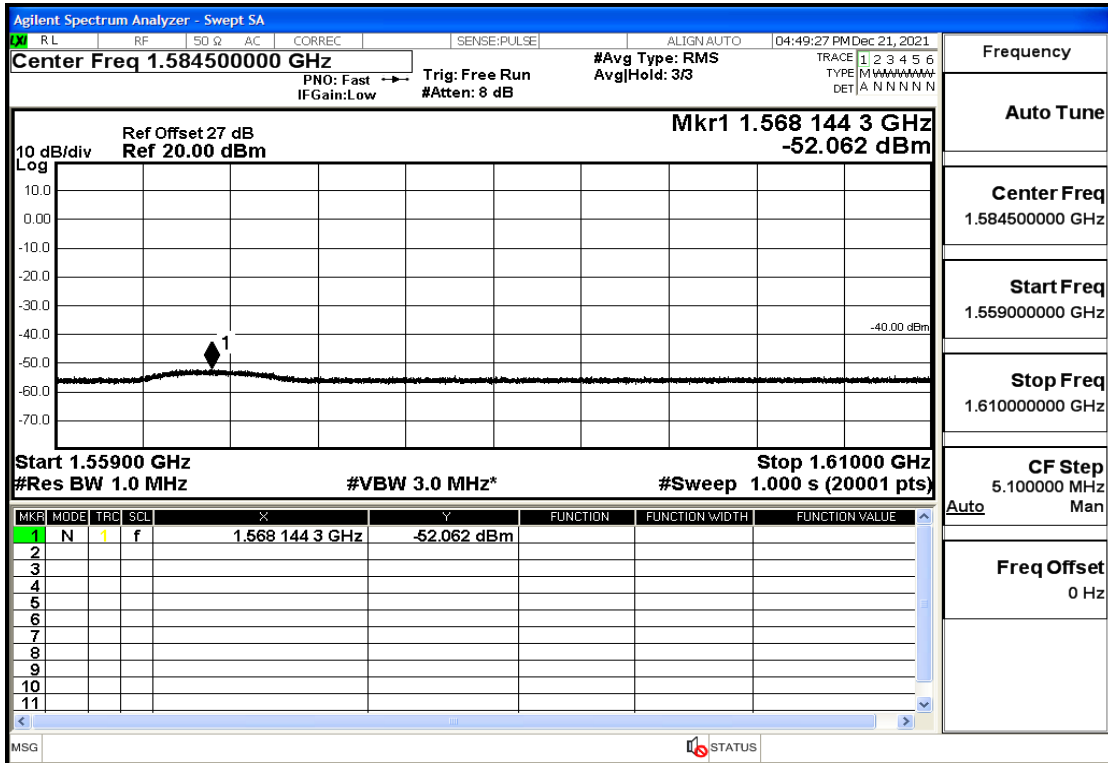 Agilent Spectrum Analyzer - Swept SA
LXI RL RF 50 Ω AC CORREC SENSE:PULSE ALIGN AUTO 04:49:27 PM Dec 21, 2021
Center Freq 1.584500000 GHz
PNO: Fast
IFGain:Low
Trig: Free Run
#Atten: 8 dB
#Avg Type: RMS
Avg|Hold: 3/3
TRACE 1 2 3 4 5 6
TYPE M WWWWW
DET A N N N N N
Mkr1 1.568 144 3 GHz
-52.062 dBm
Ref Offset 27 dB
10 dB/div Ref 20.00 dBm
Log
10.0
0.00
-10.0
-20.0
-30.0
-40.0
-50.0
-60.0
-70.0
-40.00 dBm
1
Start 1.55900 GHz Stop 1.61000 GHz
#Res BW 1.0 MHz #VBW 3.0 MHz* #Sweep 1.000 s (20001 pts)
MKR MODE TRC SCL X Y FUNCTION FUNCTION WIDTH FUNCTION VALUE
1 N 1 f 1.568 144 3 GHz -52.062 dBm
2
3
4
5
6
7
8
9
10
11
MSG STATUS
Frequency
Auto Tune
Center Freq
1.584500000 GHz
Start Freq
1.559000000 GHz
Stop Freq
1.610000000 GHz
CF Step
5.100000 MHz
Auto Man
Freq Offset
0 Hz